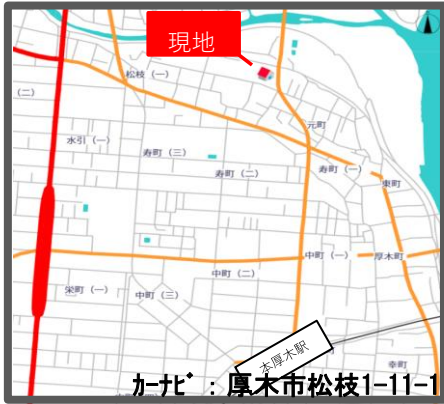 現地
松枝（一）
（二）
元町
水引（一）
寿町（三）
寿町（一）
寿町（二）
東町
中町（一）
厚木町
中町（二）
栄町（一）
中町（三）
本厚木駅
幸町
カーナビ：厚木市松枝1-11-1